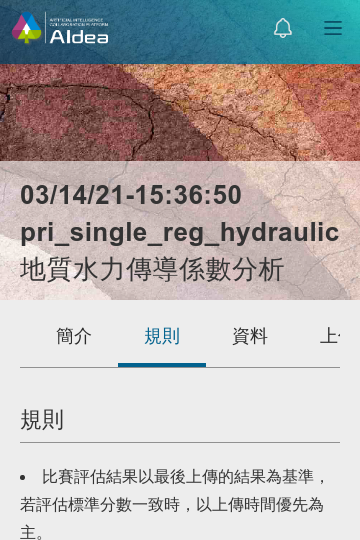 ARTIFICIAL INTELLIGENCE
COLLABORATION PLATFORM
AIdea
03/14/21-15:36:50
pri_single_reg_hydraulic
地質水力傳導係數分析
簡介 規則 資料
規則
• 比賽評估結果以最後上傳的結果為基準，
若評估標準分數一致時，以上傳時間優先為
主。